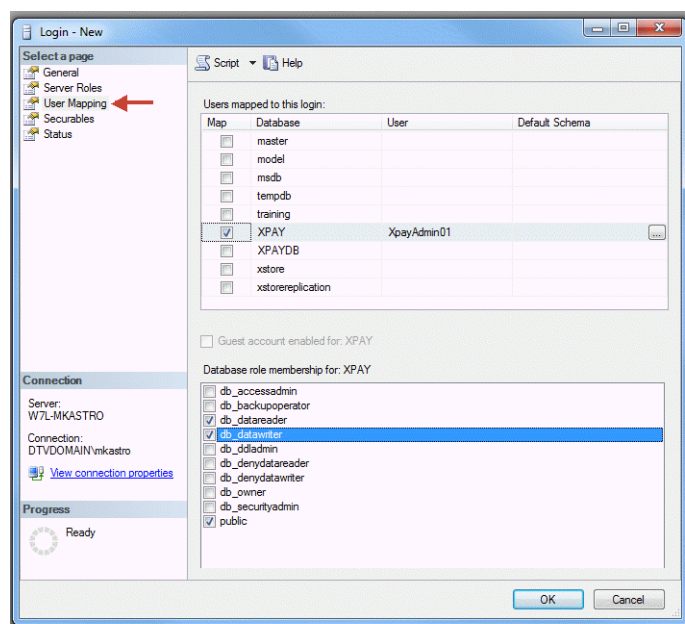 Login - New
Select a page
General
Server Roles
User Mapping
Securables
Status
Script Help
Users mapped to this login:
Map Database User Default Schema
master
model
msdb
tempdb
training
XPAY XpayAdmin01 ...
XPAYDB
xstore
xstorereplication
Guest account enabled for: XPAY
Database role membership for: XPAY
db_accessadmin
db_backupoperator
db_datareader
db_datawriter
db_ddladmin
db_denydatareader
db_denydatawriter
db_owner
db_securityadmin
public
Connection
Server:
W7L-MKASTRO
Connection:
DTVDOMAIN\mkastro
View connection properties
Progress
Ready
OK Cancel